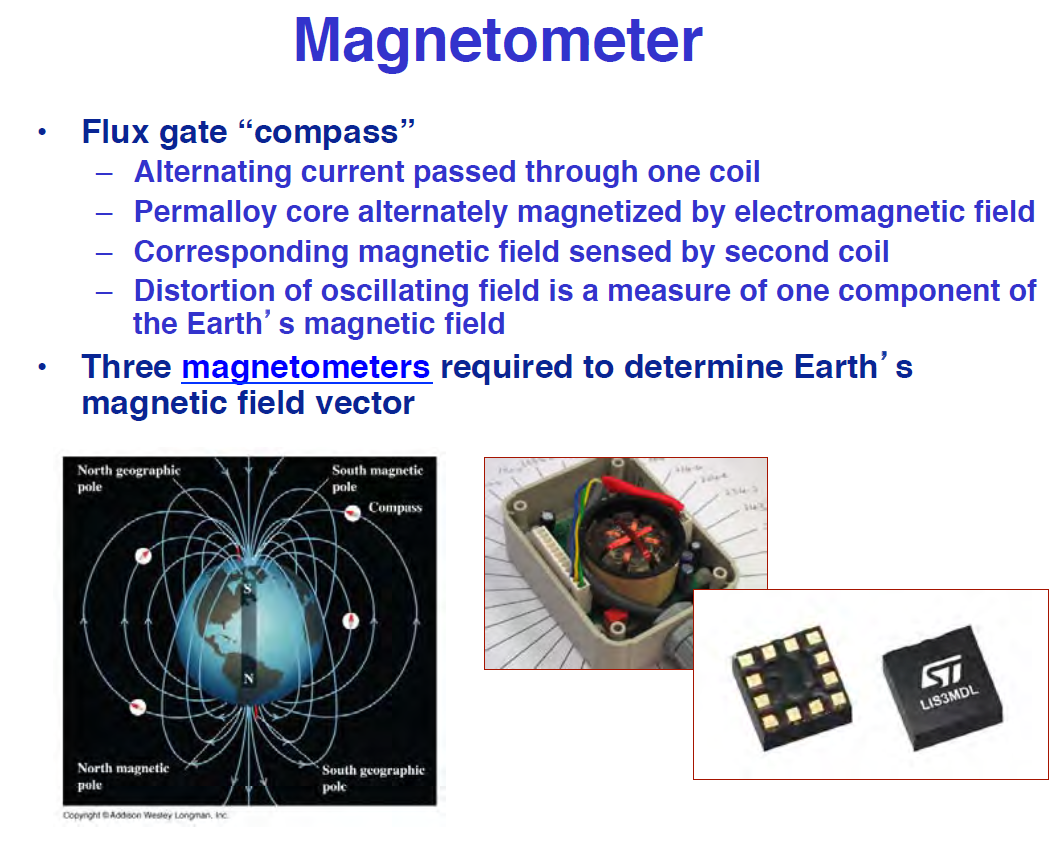 Magnetometer
• Flux gate “compass”
– Alternating current passed through one coil
– Permalloy core alternately magnetized by electromagnetic field
– Corresponding magnetic field sensed by second coil
– Distortion of oscillating field is a measure of one component of
the Earth’s magnetic field
• Three magnetometers required to determine Earth’s
magnetic field vector
North geographic
pole
South magnetic
pole
Compass
S
N
North magnetic
pole
South geographic
pole
Copyright © Addison Wesley Longman, Inc.
ST
LIS3MDL